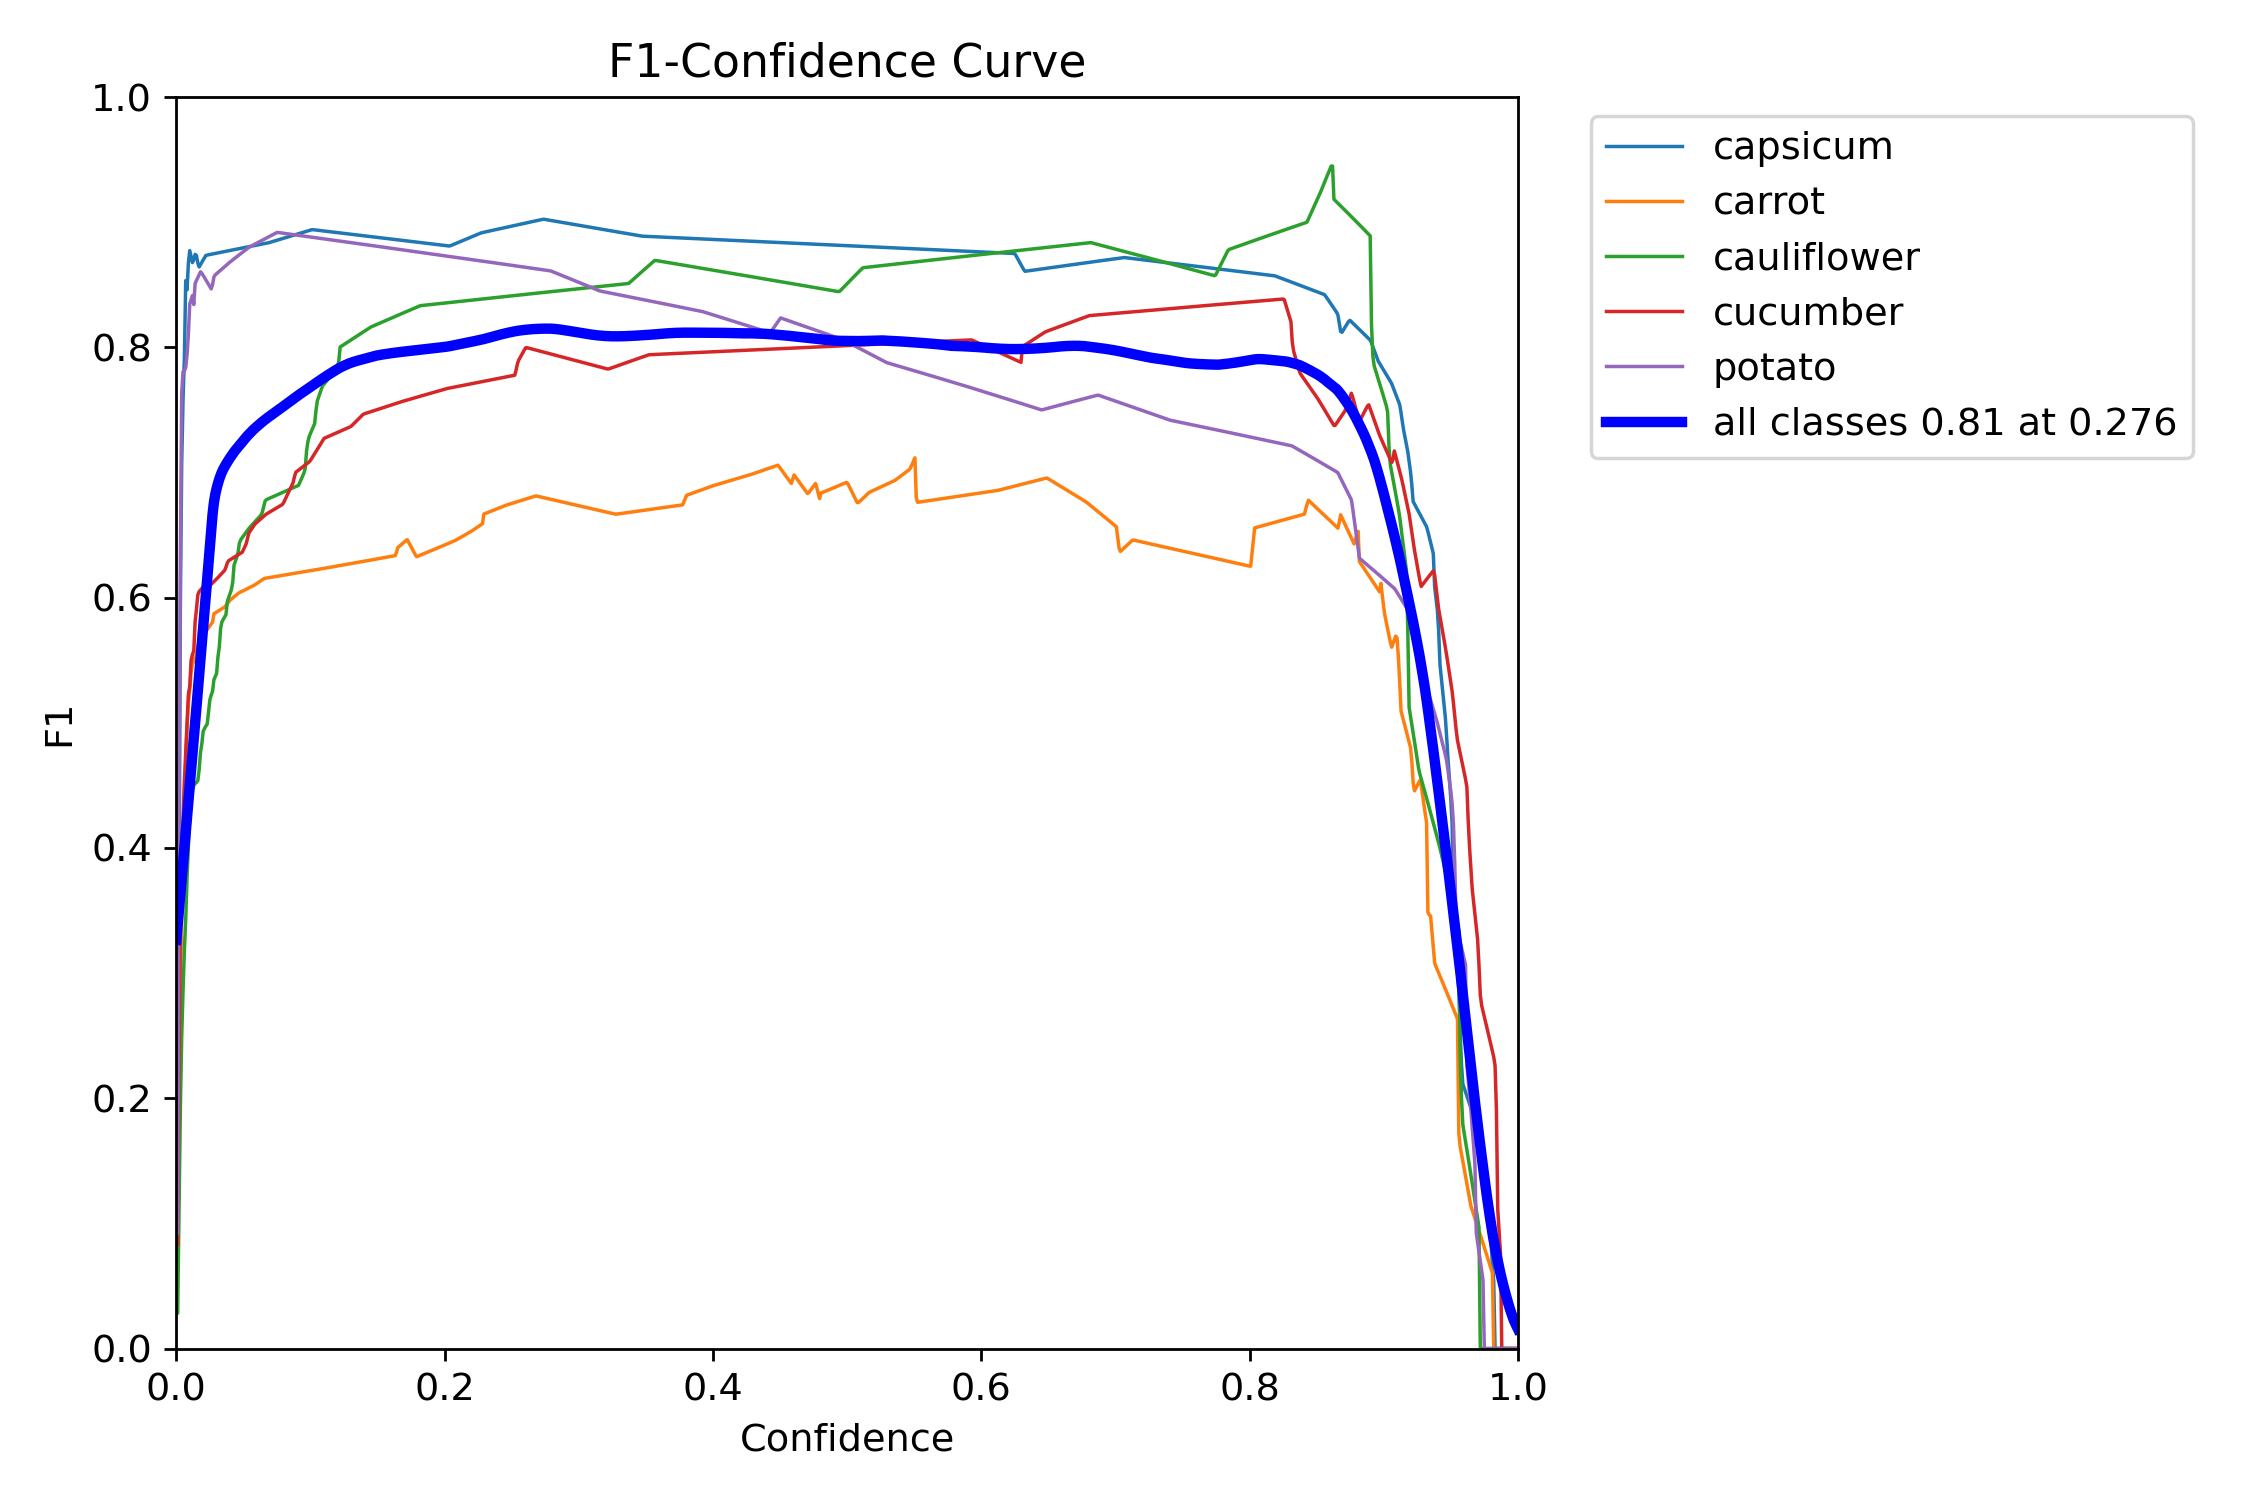 F1-Confidence Curve
1.0
0.8
0.6
0.4
0.2
0.0
F1
0.0 0.2 0.4 0.6 0.8 1.0
Confidence
capsicum
carrot
cauliflower
cucumber
potato
all classes 0.81 at 0.276